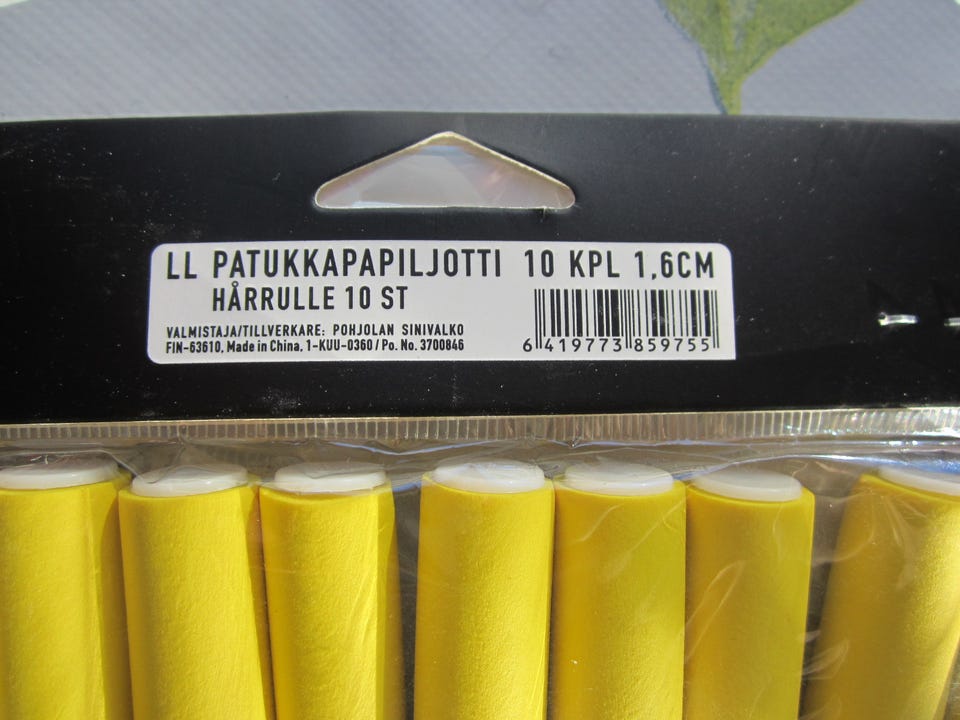 LL PATUKKAPAPILJOTTI 10 KPL 1,6CM
HÅRRULLE 10 ST
VALMISTAJA/TILLVERKARE: POHJOLAN SINIVALKO
FIN-63610, Made in China, 1-KUU-0360 / Po. No. 3700846
6 419773 859755